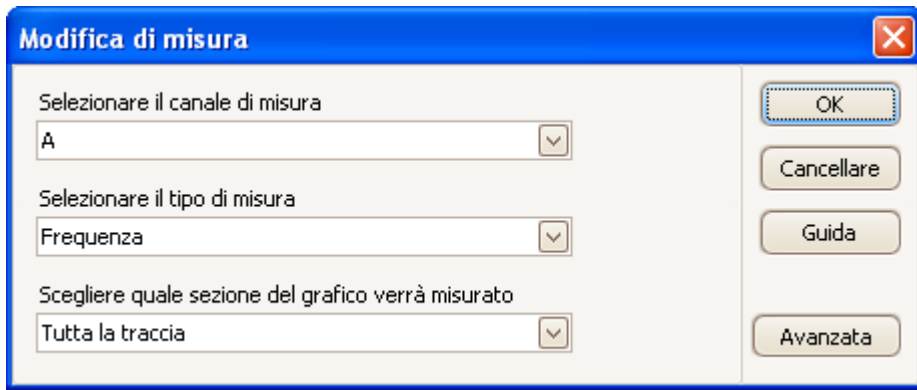 Modifica di misura
Selezionare il canale di misura
A
Selezionare il tipo di misura
Frequenza
Scegliere quale sezione del grafico verrà misurato
Tutta la traccia
OK
Cancellare
Guida
Avanzata